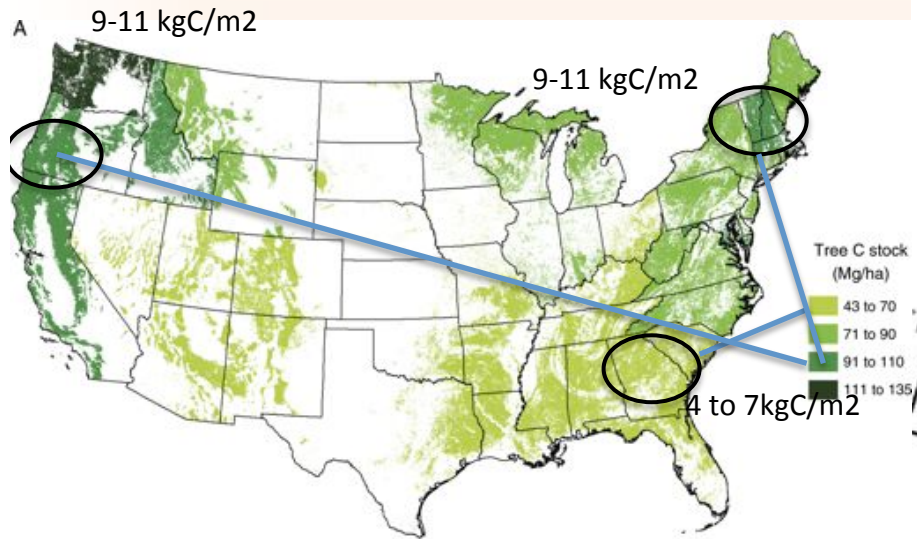 A
9-11 kgC/m2
9-11 kgC/m2
Tree C stock
(Mg/ha)
43 to 70
71 to 90
91 to 110
111 to 135
4 to 7kgC/m2